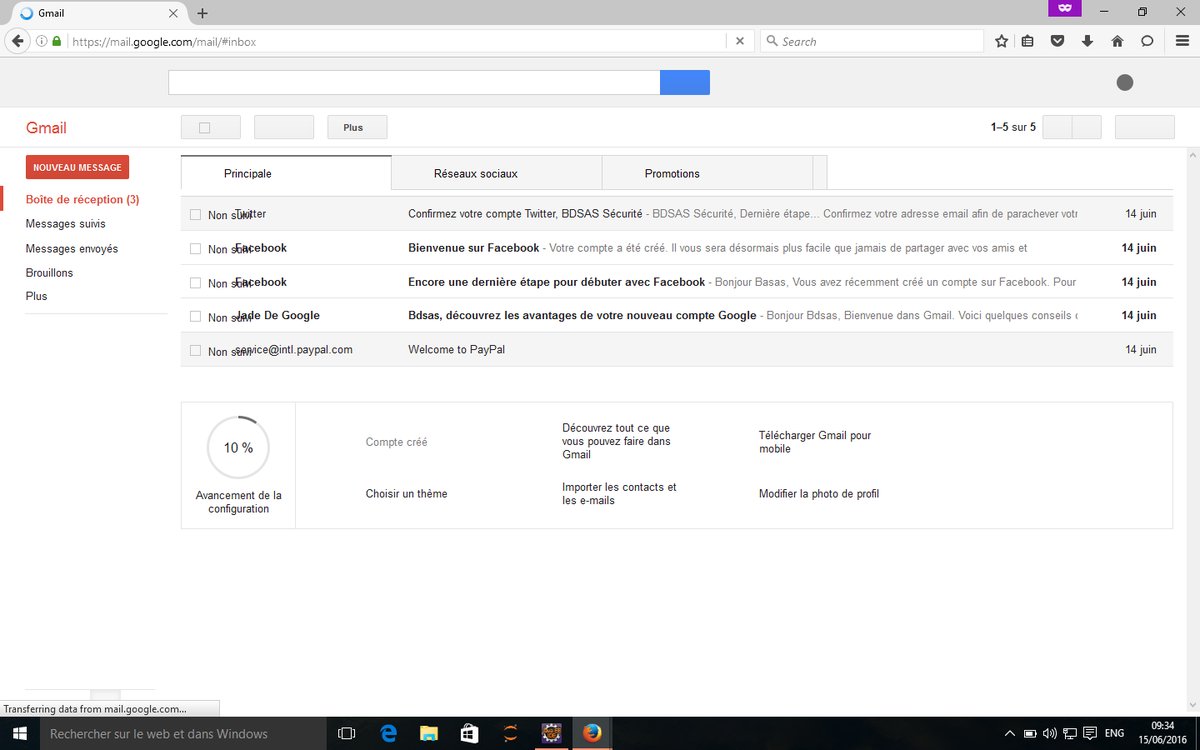 Gmail
https://mail.google.com/mail/#inbox
Search
Gmail
Plus
1–5 sur 5
NOUVEAU MESSAGE
Boîte de réception (3)
Messages suivis
Messages envoyés
Brouillons
Plus
Principale
Réseaux sociaux
Promotions
Non suivi Twitter Confirmez votre compte Twitter, BDSAS Sécurité - BDSAS Sécurité, Dernière étape... Confirmez votre adresse email afin de parachever votr 14 juin
Non suivi Facebook Bienvenue sur Facebook - Votre compte a été créé. Il vous sera désormais plus facile que jamais de partager avec vos amis et 14 juin
Non suivi Facebook Encore une dernière étape pour débuter avec Facebook - Bonjour Basas, Vous avez récemment créé un compte sur Facebook. Pour 14 juin
Non suivi Jade De Google Bdsas, découvrez les avantages de votre nouveau compte Google - Bonjour Bdsas, Bienvenue dans Gmail. Voici quelques conseils 14 juin
Non suivi service@intl.paypal.com Welcome to PayPal 14 juin
10 %
Avancement de la
configuration
Compte créé
Découvrez tout ce que
vous pouvez faire dans
Gmail
Télécharger Gmail pour
mobile
Choisir un thème
Importer les contacts et
les e-mails
Modifier la photo de profil
Transferring data from mail.google.com...
Rechercher sur le web et dans Windows
ENG
09:34
15/06/2016